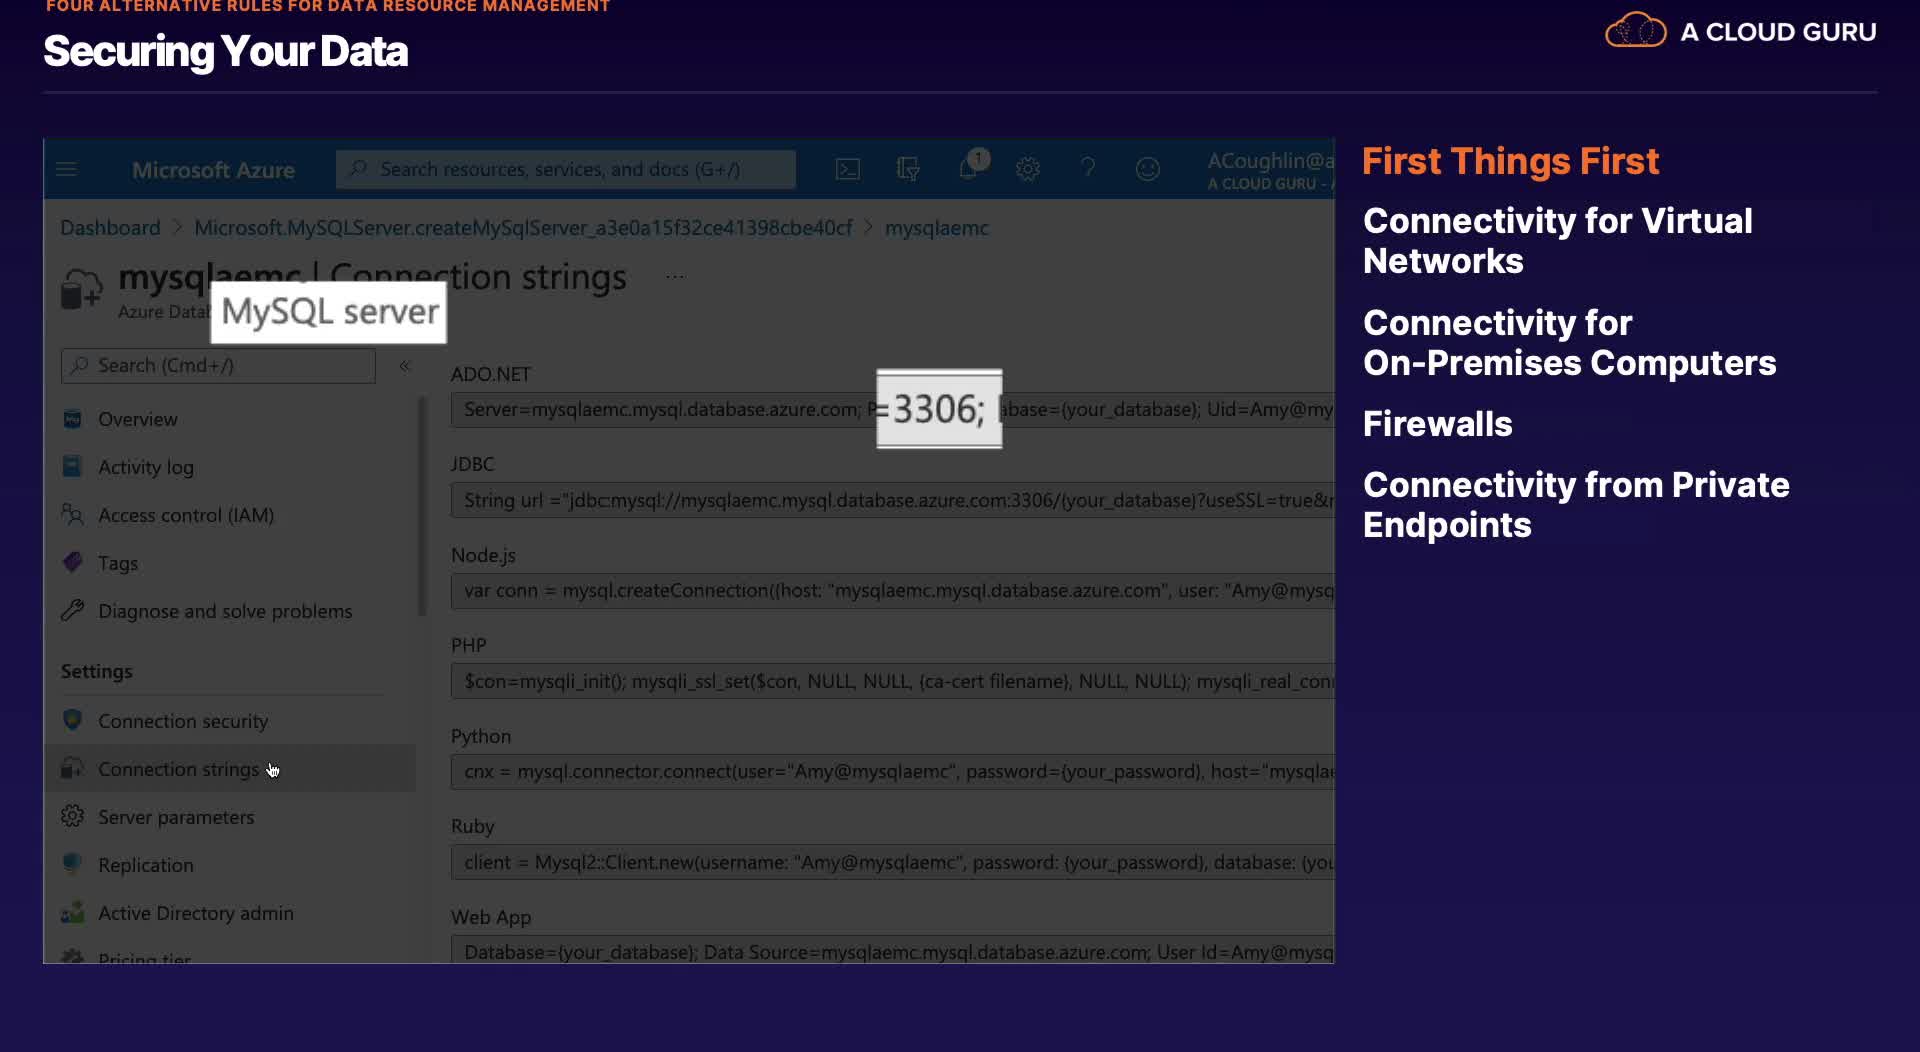 FOUR ALTERNATIVE RULES FOR DATA RESOURCE MANAGEMENT
Securing Your Data
A CLOUD GURU
Microsoft Azure
Search resources, services, and docs (G+/)
1
ACoughlin@a
A CLOUD GURU -
Dashboard > Microsoft.MySQLServer.createMySqlServer_a3e0a15f32ce41398cbe40cf > mysqlaemc
mysqlaemc | Connection strings ...
Azure Datab
MySQL server
Search (Cmd+/)
«
Overview
Activity log
Access control (IAM)
Tags
Diagnose and solve problems
Settings
Connection security
Connection strings
Server parameters
Replication
Active Directory admin
Pricing tier
ADO.NET
Server=mysqlaemc.mysql.database.azure.com; P=3306; abase={your_database}; Uid=Amy@my
JDBC
String url ="jdbc:mysql://mysqlaemc.mysql.database.azure.com:3306/{your_database}?useSSL=true&r
Node.js
var conn = mysql.createConnection({host: "mysqlaemc.mysql.database.azure.com", user: "Amy@mysq
PHP
$con=mysqli_init(); mysqli_ssl_set($con, NULL, NULL, {ca-cert filename}, NULL, NULL); mysqli_real_conn
Python
cnx = mysql.connector.connect(user="Amy@mysqlaemc", password={your_password}, host="mysqlae
Ruby
client = Mysql2::Client.new(username: "Amy@mysqlaemc", password: {your_password}, database: {you
Web App
Database={your_database}; Data Source=mysqlaemc.mysql.database.azure.com; User Id=Amy@mysq
First Things First
Connectivity for Virtual
Networks
Connectivity for
On-Premises Computers
Firewalls
Connectivity from Private
Endpoints